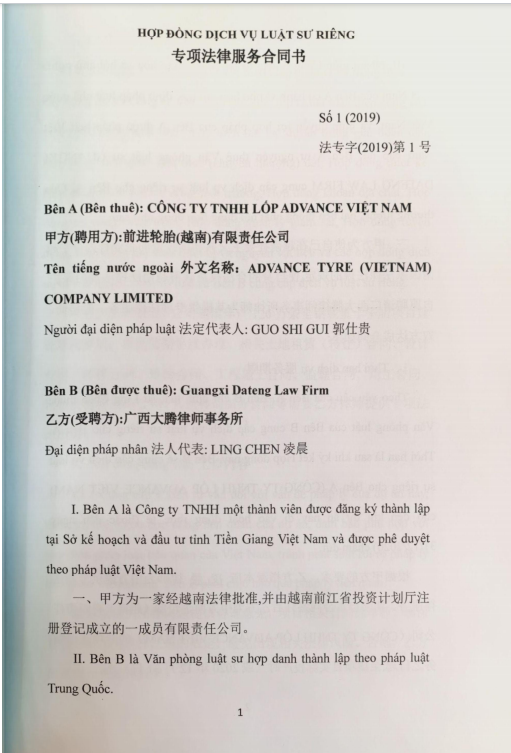 HỢP ĐỒNG DỊCH VỤ LUẬT SƯ RIÊNG
专项法律服务合同书
Số 1 (2019)
法专字(2019)第 1 号
Bên A (Bên thuê): CÔNG TY TNHH LỐP ADVANCE VIỆT NAM
甲方(聘用方):前进轮胎(越南)有限责任公司
Tên tiếng nước ngoài 外文名称: ADVANCE TYRE (VIETNAM)
COMPANY LIMITED
Người đại diện pháp luật 法定代表人: GUO SHI GUI 郭仕贵
Bên B (Bên được thuê): Guangxi Dateng Law Firm
乙方(受聘方):广西大腾律师事务所
Đại diện pháp nhân 法人代表: LING CHEN 凌晨
I. Bên A là Công ty TNHH một thành viên được đăng ký thành lập
tại Sở kế hoạch và đầu tư tỉnh Tiền Giang Việt Nam và được phê duyệt
theo pháp luật Việt Nam.
一、甲方为一家经越南法律批准,并由越南前江省投资计划厅注
册登记成立的一成员有限责任公司。
II. Bên B là Văn phòng luật sư hợp danh thành lập theo pháp luật
Trung Quốc.
1